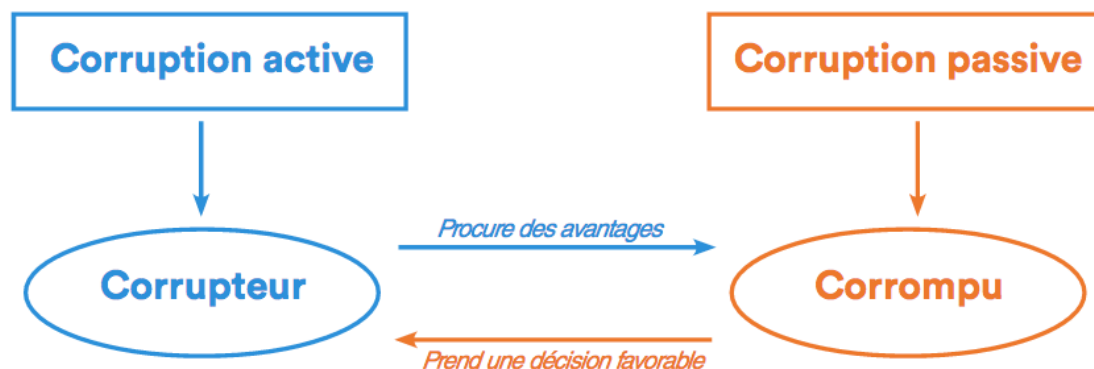 Corruption active
Corruption passive
Procure des avantages
Corrupteur
Corrompu
Prend une décision favorable